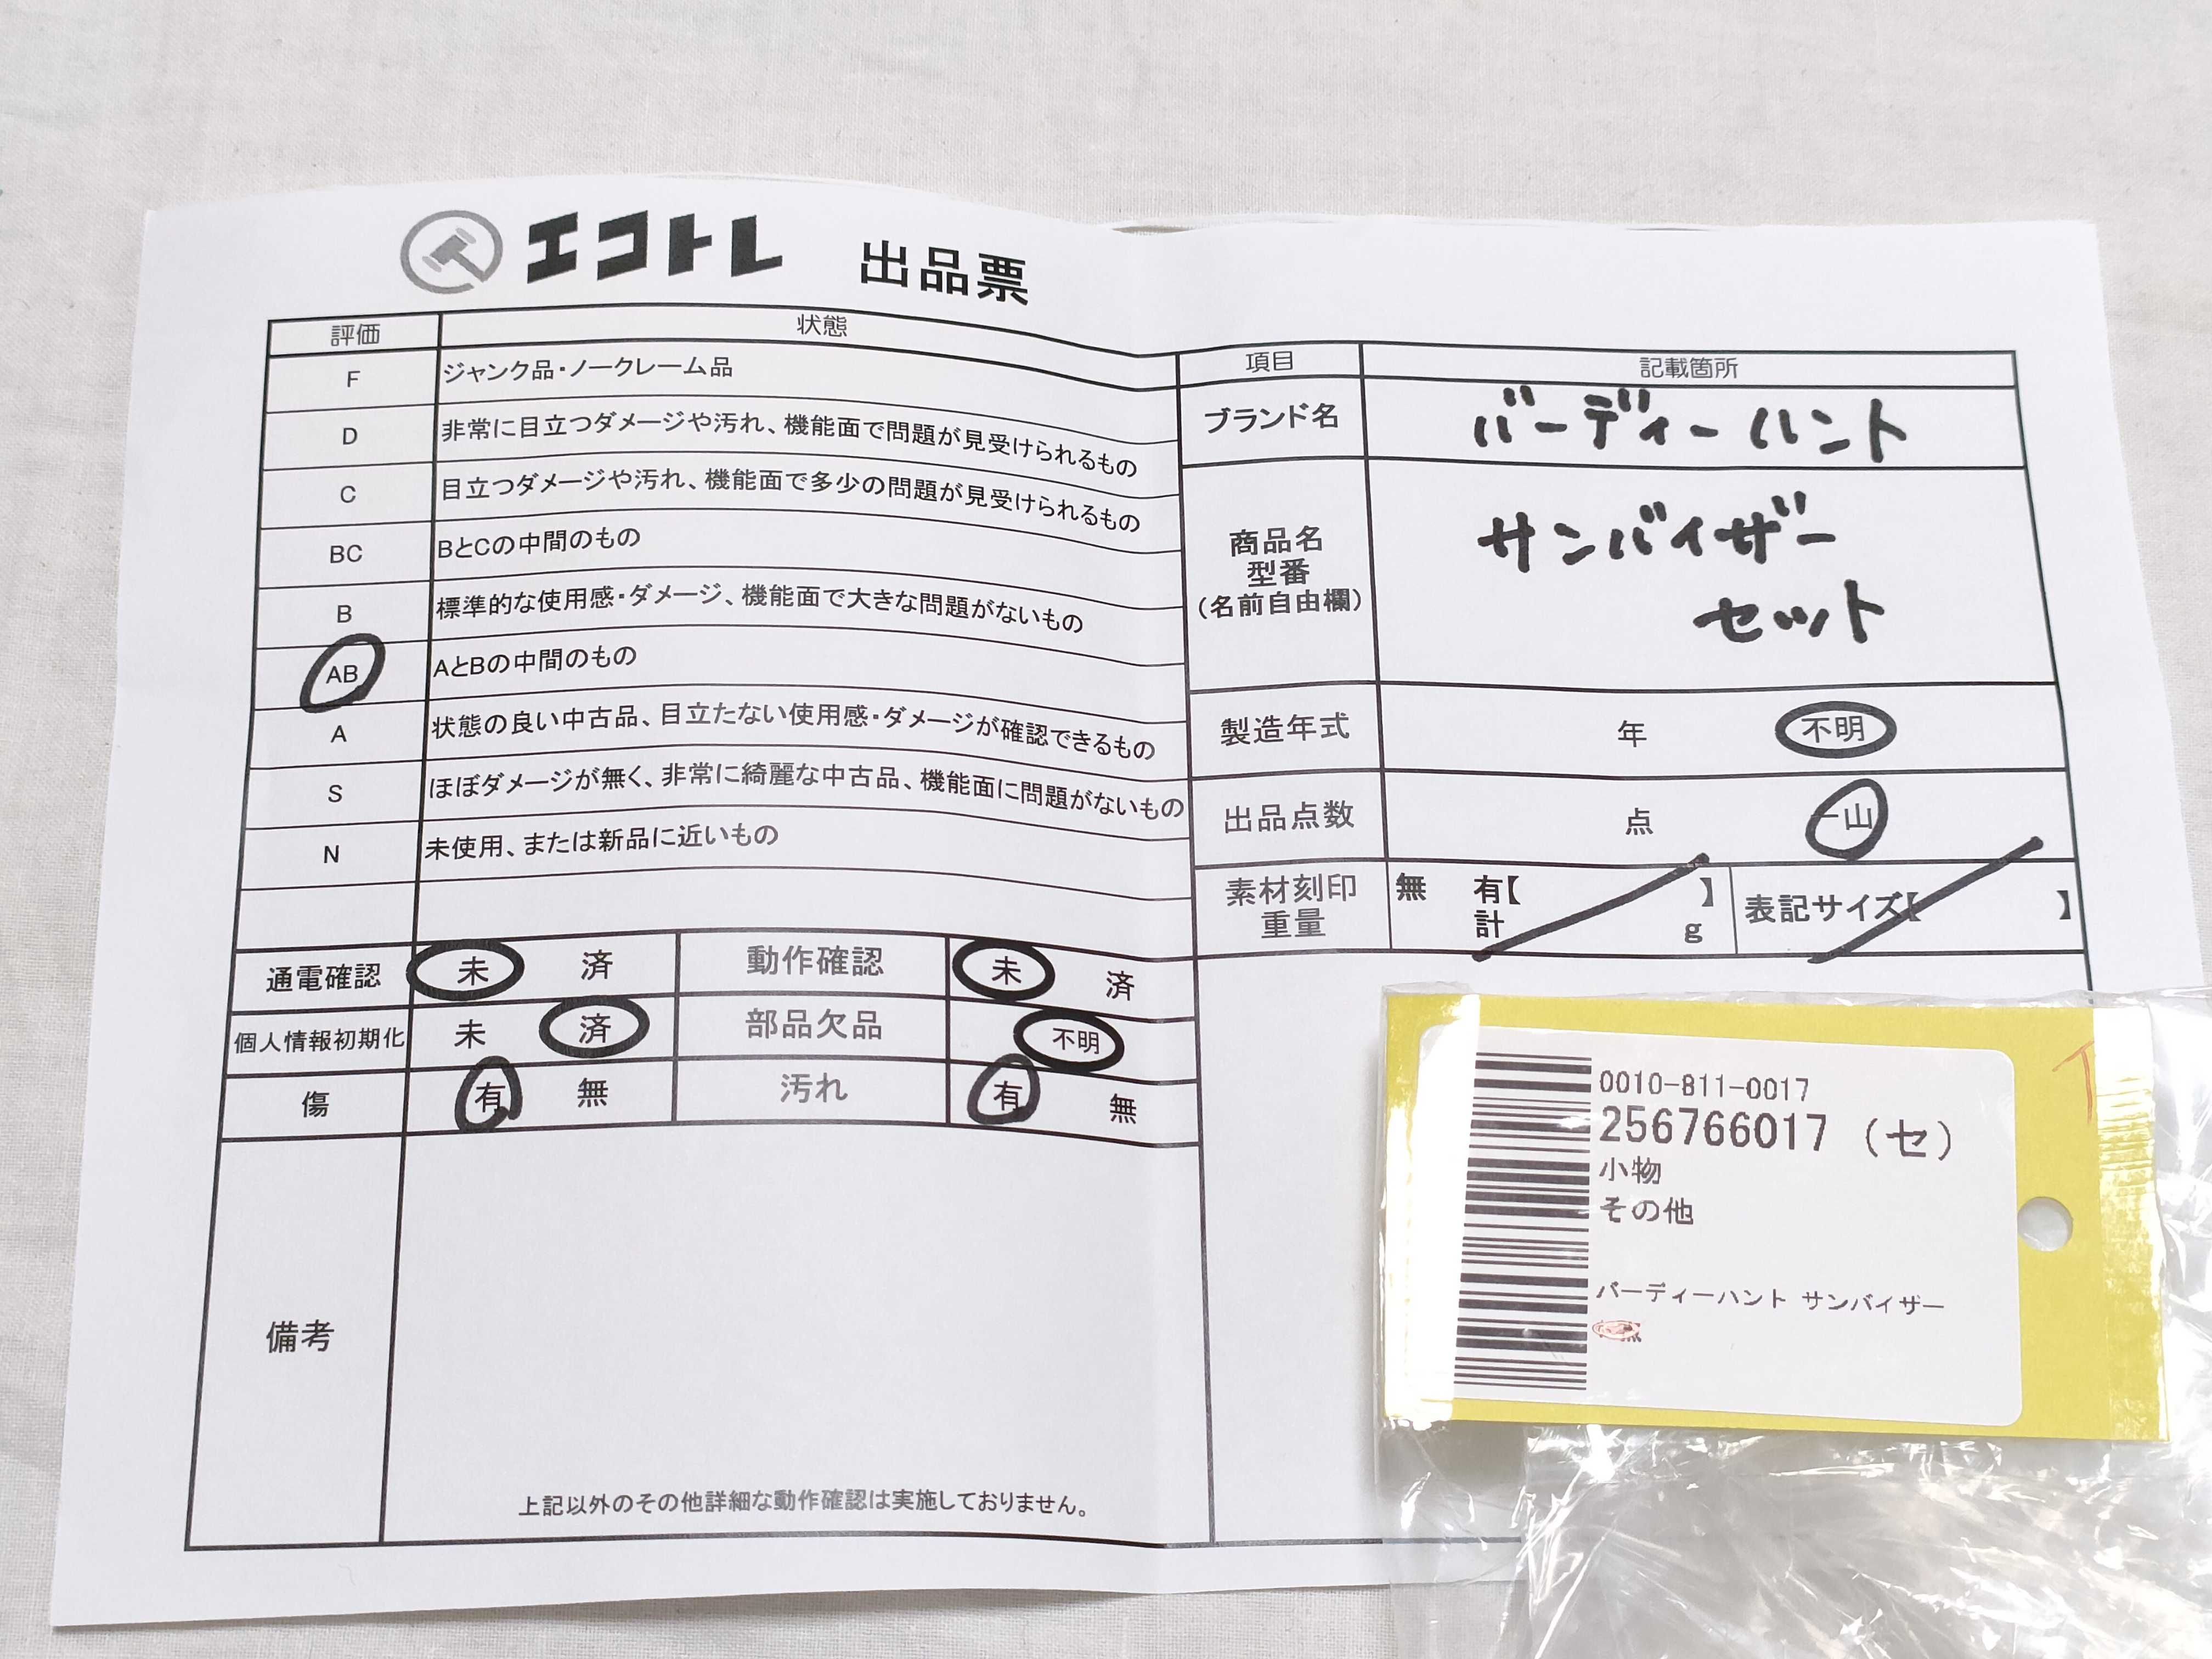 エコトレ 出品票
評価 状態
F ジャンク品・ノークレーム品
D 非常に目立つダメージや汚れ、機能面で問題が見受けられるもの
C 目立つダメージや汚れ、機能面で多少の問題が見受けられるもの
BC BとCの中間のもの
B 標準的な使用感・ダメージ、機能面で大きな問題がないもの
AB AとBの中間のもの
A 状態の良い中古品、目立たない使用感・ダメージが確認できるもの
S ほぼダメージが無く、非常に綺麗な中古品、機能面に問題がないもの
N 未使用、または新品に近いもの
通電確認 未 済 動作確認 未 済
個人情報初期化 未 済 部品欠品 不明
傷 有 無 汚れ 有 無
備考
上記以外のその他詳細な動作確認は実施しておりません。
項目 記載箇所
ブランド名 バーディーハント
商品名
型番
(名前自由欄)
サンバイザー
セット
製造年式 年 不明
出品点数 点 一山
素材刻印
重量
無 有【 】
計 g
表記サイズ【 】
0010-811-0017
256766017 (セ)
小物
その他
バーディーハント サンバイザー